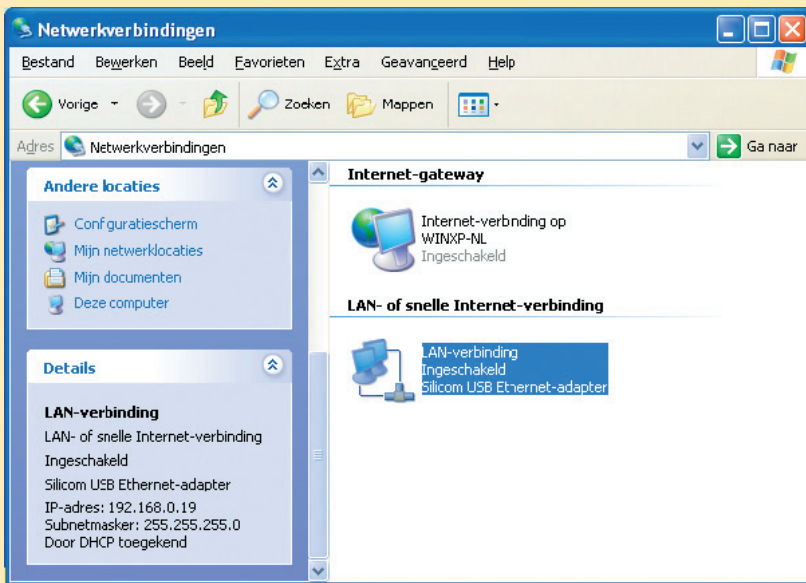 Netwerkverbindingen
Bestand Bewerken Beeld Favorieten Extra Geavanceerd Help
Vorige Zoeken Mappen
Adres Netwerkverbindingen Ga naar
Andere locaties
Configuratiescherm
Mijn netwerklocaties
Mijn documenten
Deze computer
Details
LAN-verbinding
LAN- of snelle Internet-verbinding
Ingeschakeld
Silicom USB Ethernet-adapter
IP-adres: 192.168.0.19
Subnetmasker: 255.255.255.0
Door DHCP toegekend
Internet-gateway
Internet-verbinding op
WINXP-NL
Ingeschakeld
LAN- of snelle Internet-verbinding
LAN-verbinding
Ingeschakeld
Silicom USB Ethernet-adapter